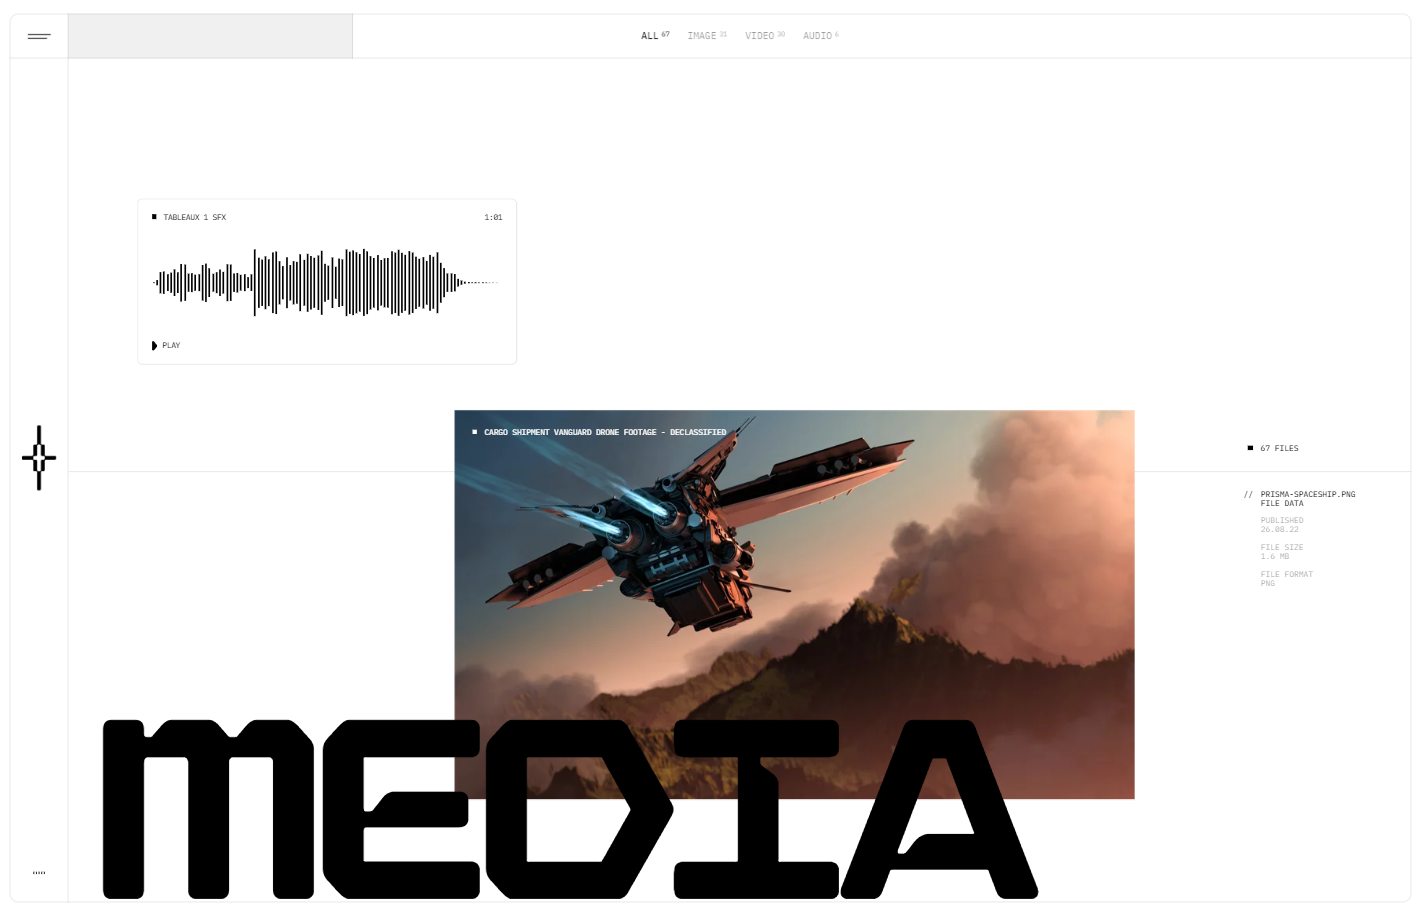 ALL 67 IMAGE 31 VIDEO 30 AUDIO 6
TABLEAUX 1 SFX 1:01
PLAY
CARGO SHIPMENT VANGUARD DRONE FOOTAGE - DECLASSIFIED
67 FILES
// PRISMA-SPACESHIP.PNG
FILE DATA
PUBLISHED
26.08.22
FILE SIZE
1.6 MB
FILE FORMAT
PNG
MEDIA